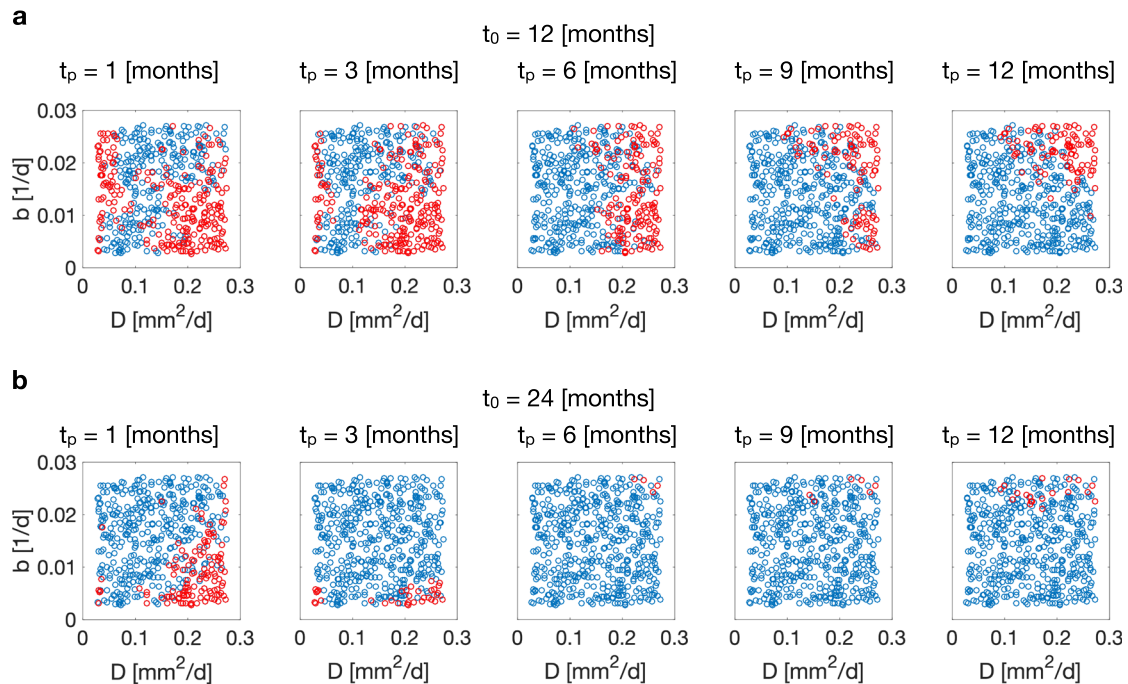 a
t₀ = 12 [months]
tₚ = 1 [months] tₚ = 3 [months] tₚ = 6 [months] tₚ = 9 [months] tₚ = 12 [months]
0.03
0.02
0.01
0
b [1/d]
0 0.1 0.2 0.3 0 0.1 0.2 0.3 0 0.1 0.2 0.3 0 0.1 0.2 0.3 0 0.1 0.2 0.3
D [mm²/d] D [mm²/d] D [mm²/d] D [mm²/d] D [mm²/d]
b
t₀ = 24 [months]
tₚ = 1 [months] tₚ = 3 [months] tₚ = 6 [months] tₚ = 9 [months] tₚ = 12 [months]
0.03
0.02
0.01
0
b [1/d]
0 0.1 0.2 0.3 0 0.1 0.2 0.3 0 0.1 0.2 0.3 0 0.1 0.2 0.3 0 0.1 0.2 0.3
D [mm²/d] D [mm²/d] D [mm²/d] D [mm²/d] D [mm²/d]